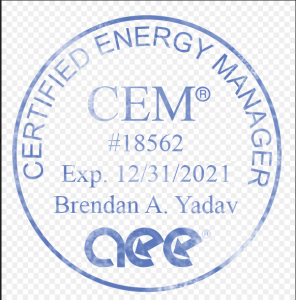 CERTIFIED ENERGY MANAGER
CEM®
#18562
Exp. 12/31/2021
Brendan A. Yadav
aee®